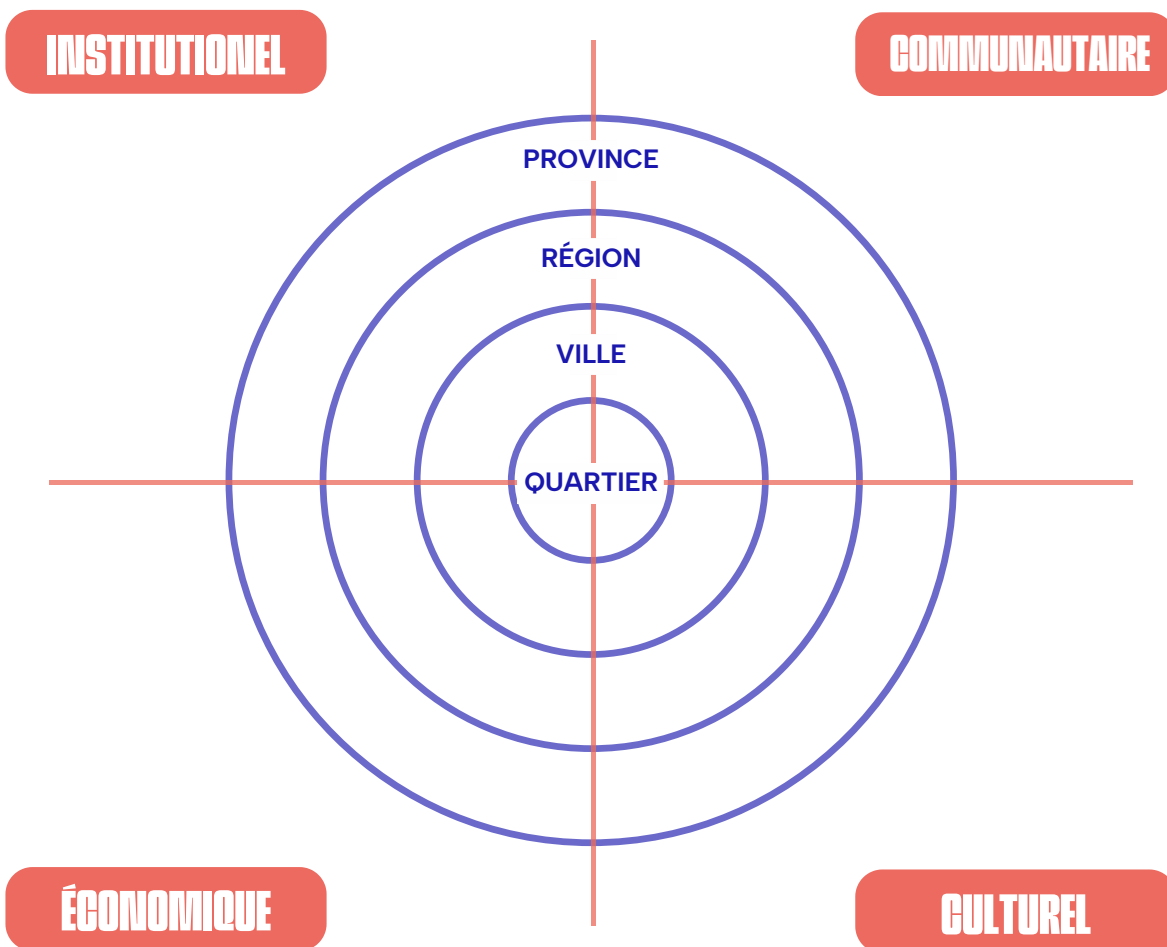 INSTITUTIONEL
COMMUNAUTAIRE
PROVINCE
RÉGION
VILLE
QUARTIER
ÉCONOMIQUE
CULTUREL